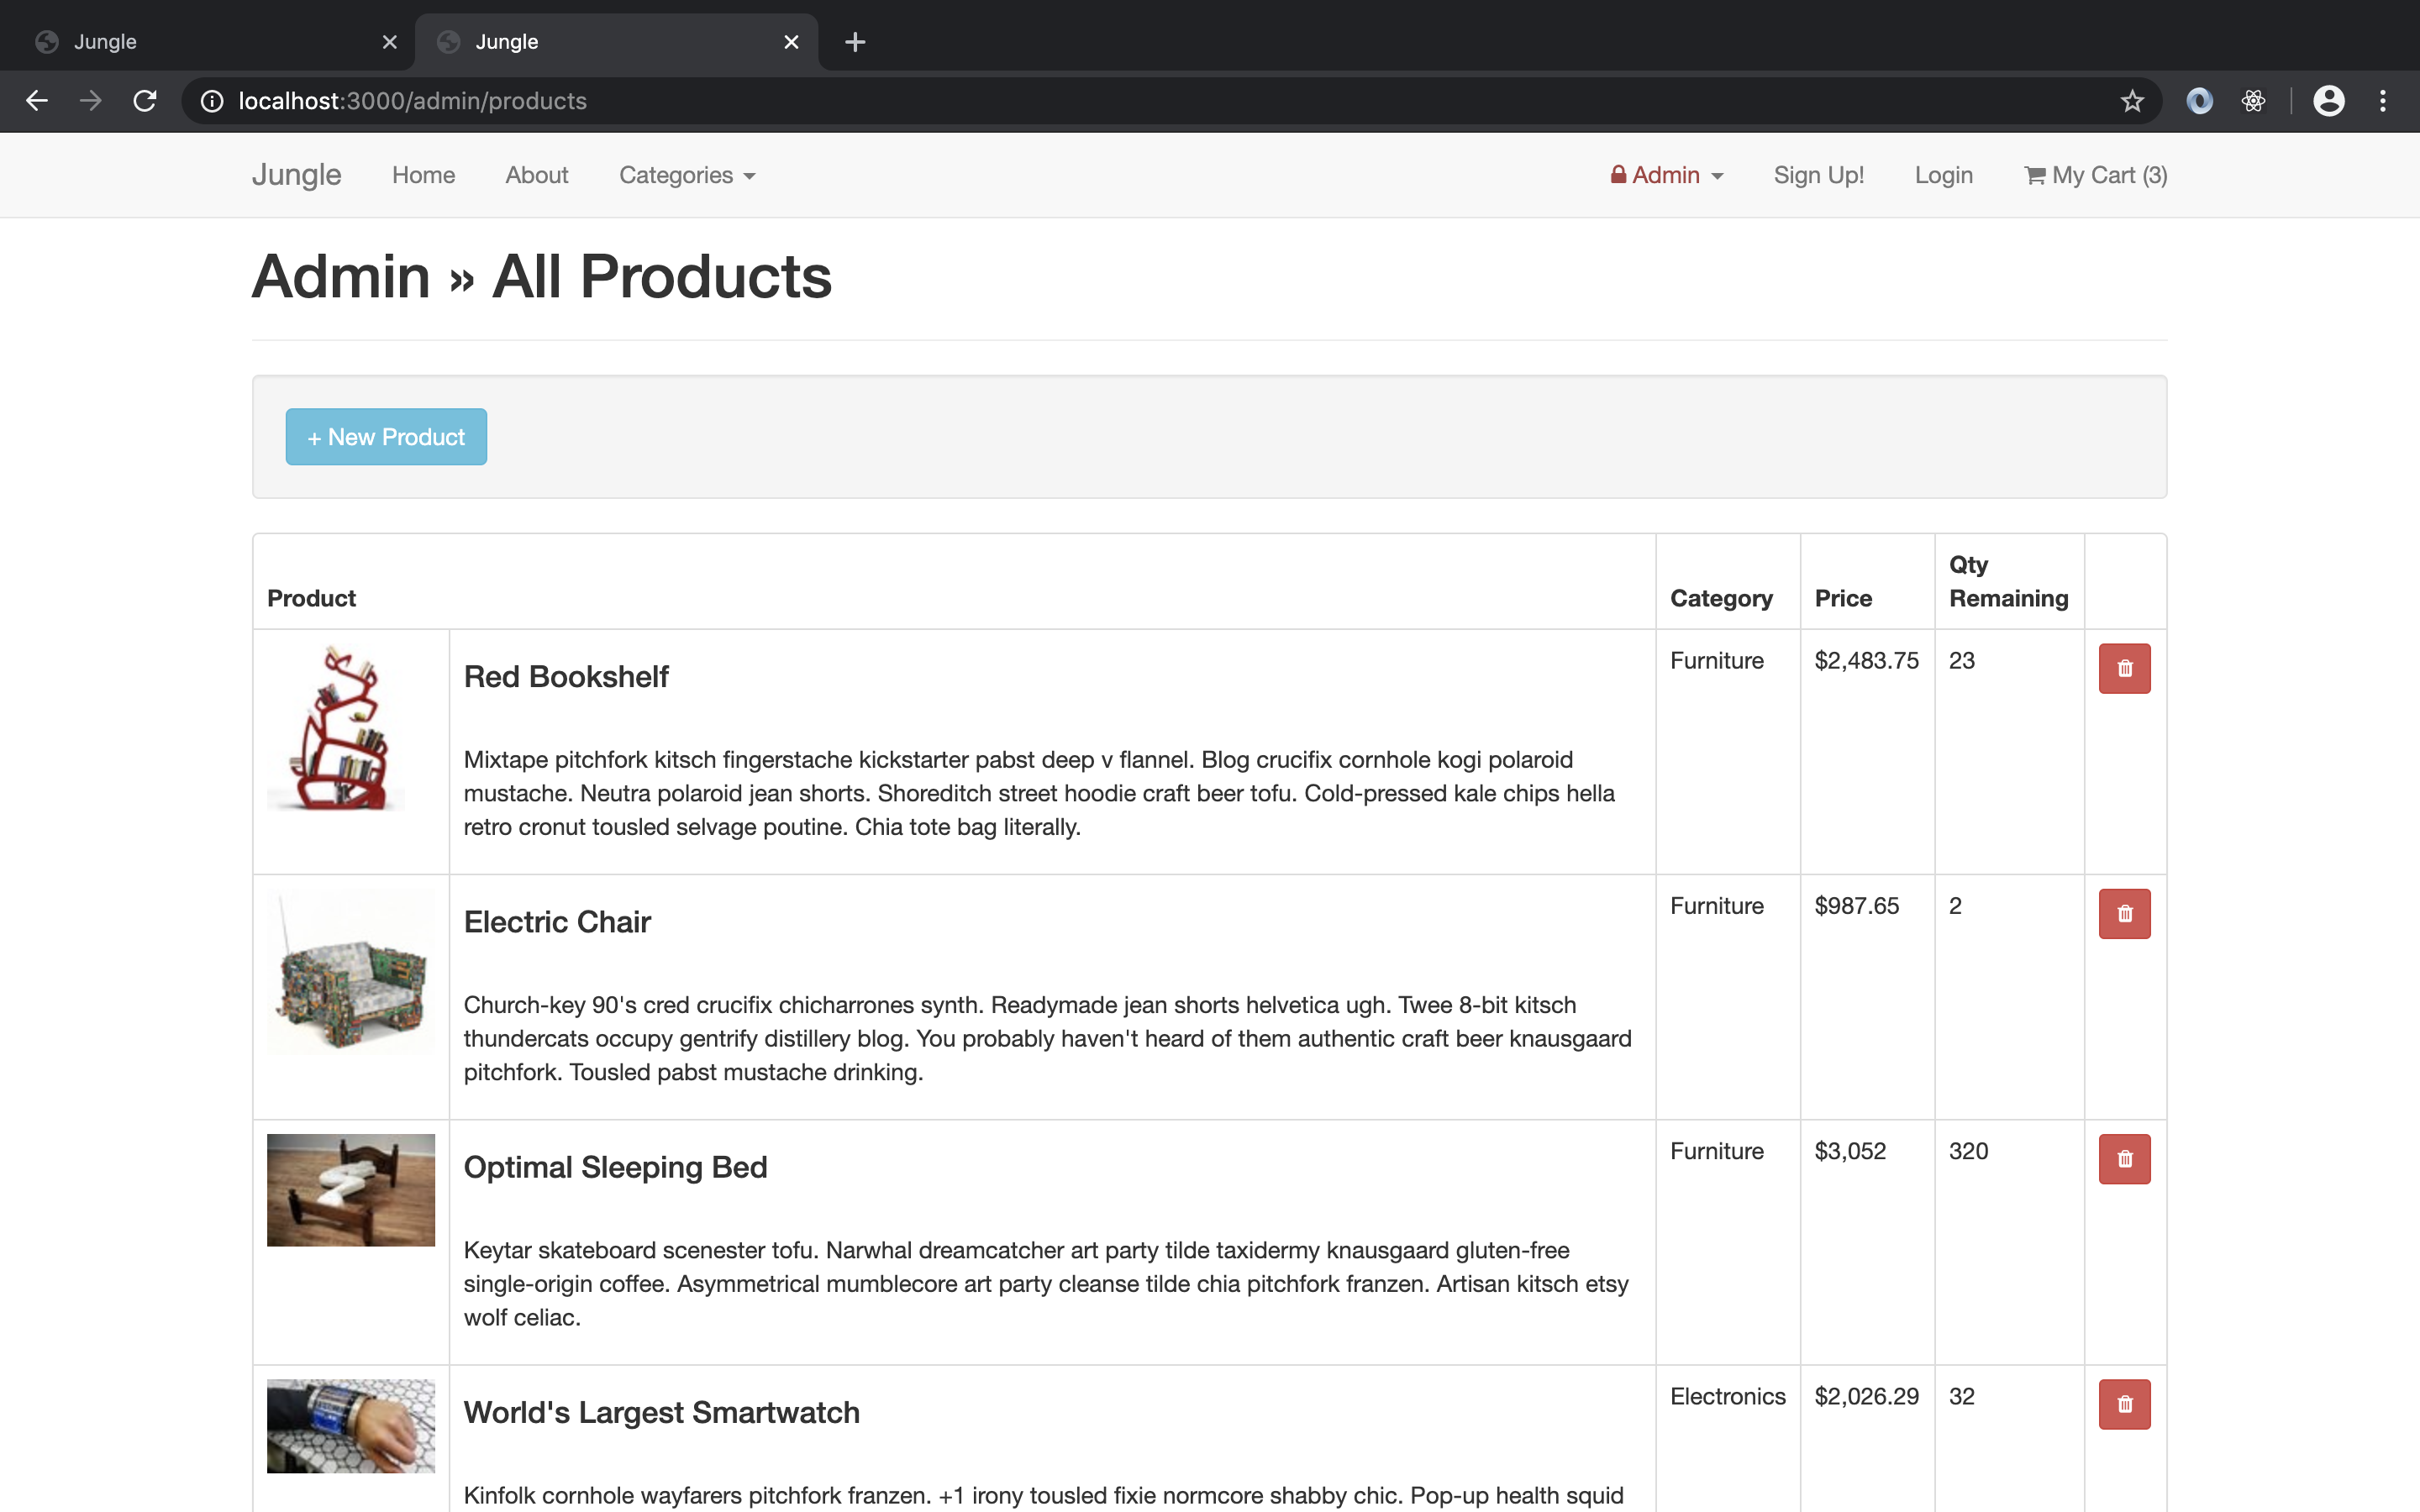 Jungle
Jungle
localhost:3000/admin/products
Jungle Home About Categories Admin Sign Up! Login My Cart (3)
Admin » All Products
+ New Product
Product Category Price Qty Remaining
Red Bookshelf Furniture $2,483.75 23
Mixtape pitchfork kitsch fingerstache kickstarter pabst deep v flannel. Blog crucifix cornhole kogi polaroid
mustache. Neutra polaroid jean shorts. Shoreditch street hoodie craft beer tofu. Cold-pressed kale chips hella
retro cronut tousled selvage poutine. Chia tote bag literally.
Electric Chair Furniture $987.65 2
Church-key 90's cred crucifix chicharrones synth. Readymade jean shorts helvetica ugh. Twee 8-bit kitsch
thundercats occupy gentrify distillery blog. You probably haven't heard of them authentic craft beer knausgaard
pitchfork. Tousled pabst mustache drinking.
Optimal Sleeping Bed Furniture $3,052 320
Keytar skateboard scenester tofu. Narwhal dreamcatcher art party tilde taxidermy knausgaard gluten-free
single-origin coffee. Asymmetrical mumblecore art party cleanse tilde chia pitchfork franzen. Artisan kitsch etsy
wolf celiac.
World's Largest Smartwatch Electronics $2,026.29 32
Kinfolk cornhole wayfarers pitchfork franzen. +1 irony tousled fixie normcore shabby chic. Pop-up health squid